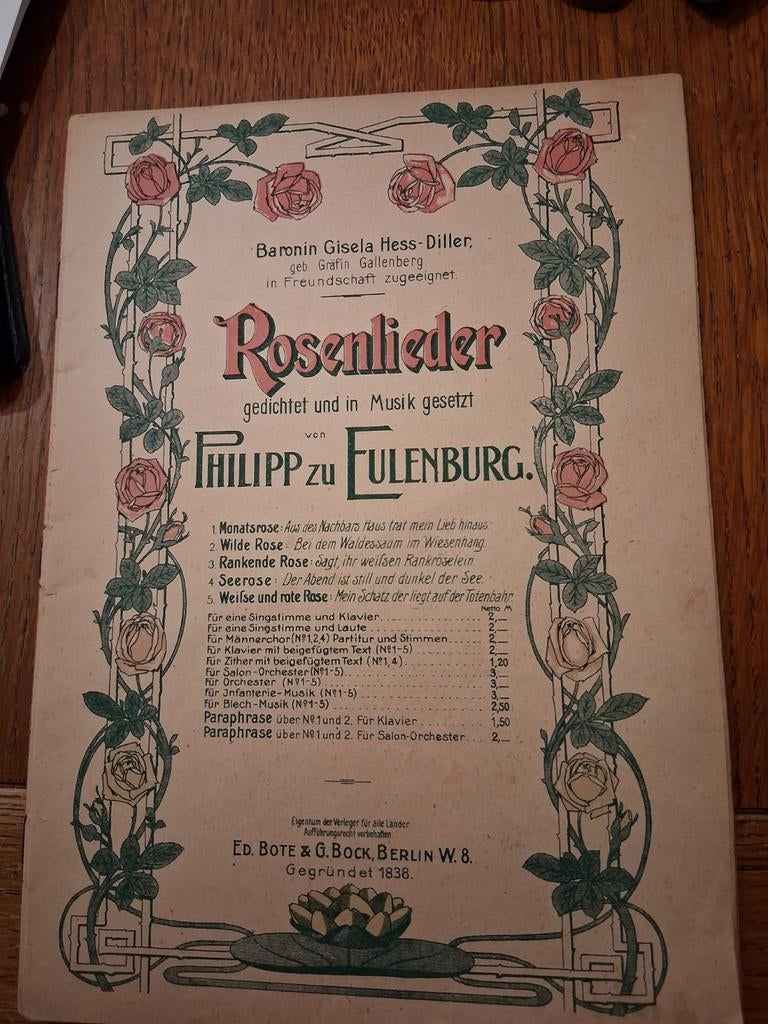 Baronin Gisela Hess-Diller,
geb. Gräfin Gallenberg
in Freundschaft zugeeignet.
Rosenlieder
gedichtet und in Musik gesetzt
von
PHILIPP ZU EULENBURG.
1. Monatsrose: Aus des Nachbars Haus trat mein Lieb hinaus.
2. Wilde Rose: Bei dem Waldessaum im Wiesenhang.
3. Rankende Rose: Sagt, ihr weißen Rankröselein.
4. Seerose: Der Abend ist still und dunkel der See.
5. Weiße und rote Rose: Mein Schatz der liegt auf der Totenbahr.
Netto M.
Für eine Singstimme und Klavier 2,—
Für eine Singstimme und Laute 2,—
Für Männerchor (Nº 1,2,4) Partitur und Stimmen 2,—
Für Klavier mit beigefügtem Text (Nº 1-5) 2,—
Für Zither mit beigefügtem Text (Nº 1,4) 1,20
Für Salon-Orchester (Nº 1-5) 3,—
Für Orchester (Nº 1-5) 3,—
Für Jnfanterie-Musik (Nº 1-5) 3,—
Für Blech-Musik (Nº 1-5) 2,50
Paraphrase über Nº 1 und 2. Für Klavier 1,50
Paraphrase über Nº 1 und 2. Für Salon-Orchester 2,—
Eigentum der Verleger für alle Länder
Aufführungsrecht vorbehalten.
ED. BOTE & G. BOCK, BERLIN W. 8.
Gegründet 1838.